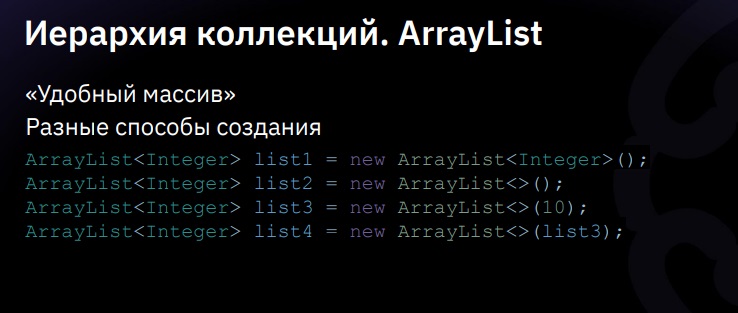 Иерархия коллекций. ArrayList
«Удобный массив»
Разные способы создания
ArrayList<Integer> list1 = new ArrayList<Integer>();
ArrayList<Integer> list2 = new ArrayList<>();
ArrayList<Integer> list3 = new ArrayList<>(10);
ArrayList<Integer> list4 = new ArrayList<>(list3);